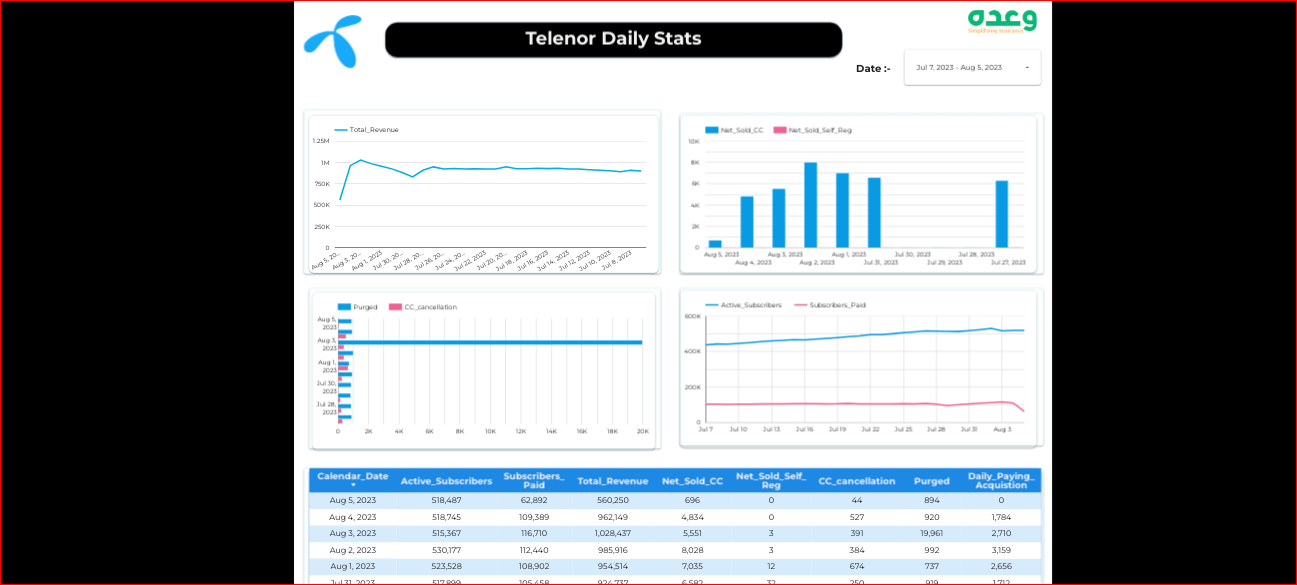 Telenor Daily Stats
وعده
Simplifying Insurance
Date :-
Jul 7, 2023 - Aug 5, 2023
Total_Revenue
1.25M
1M
750K
500K
250K
0
Aug 5, 20...
Aug 3, 20...
Aug 1, 2023
Jul 30, 20...
Jul 28, 20...
Jul 26, 20...
Jul 24, 2023
Jul 22, 2023
Jul 20, 20...
Jul 18, 2023
Jul 16, 2023
Jul 14, 2023
Jul 12, 2023
Jul 10, 2023
Jul 8, 2023
Net_Sold_CC Net_Sold_Self_Reg
10K
8K
6K
4K
2K
0
Aug 5, 2023 Aug 3, 2023 Aug 1, 2023 Jul 30, 2023 Jul 28, 2023
Aug 4, 2023 Aug 2, 2023 Jul 31, 2023 Jul 29, 2023 Jul 27, 2023
Purged CC_cancellation
Aug 5,
2023
Aug 3,
2023
Aug 1,
2023
Jul 30,
2023
Jul 28,
2023
0 2K 4K 6K 8K 10K 12K 14K 16K 18K 20K
Active_Subscribers Subscribers_Paid
600K
400K
200K
0
Jul 7 Jul 10 Jul 13 Jul 16 Jul 19 Jul 22 Jul 25 Jul 28 Jul 31 Aug 3
Calendar_Date Active_Subscribers Subscribers_Paid Total_Revenue Net_Sold_CC Net_Sold_Self_Reg CC_cancellation Purged Daily_Paying_Acquistion
Aug 5, 2023 518,487 62,892 560,250 696 0 44 894 0
Aug 4, 2023 518,745 109,389 962,149 4,834 0 527 920 1,784
Aug 3, 2023 515,367 116,710 1,028,437 5,551 3 391 19,961 2,710
Aug 2, 2023 530,177 112,440 985,916 8,028 3 384 992 3,159
Aug 1, 2023 523,528 108,902 954,514 7,035 12 674 737 2,656
Jul 31, 2023 517,899 105,458 924,737 6,582 32 250 919 1,712